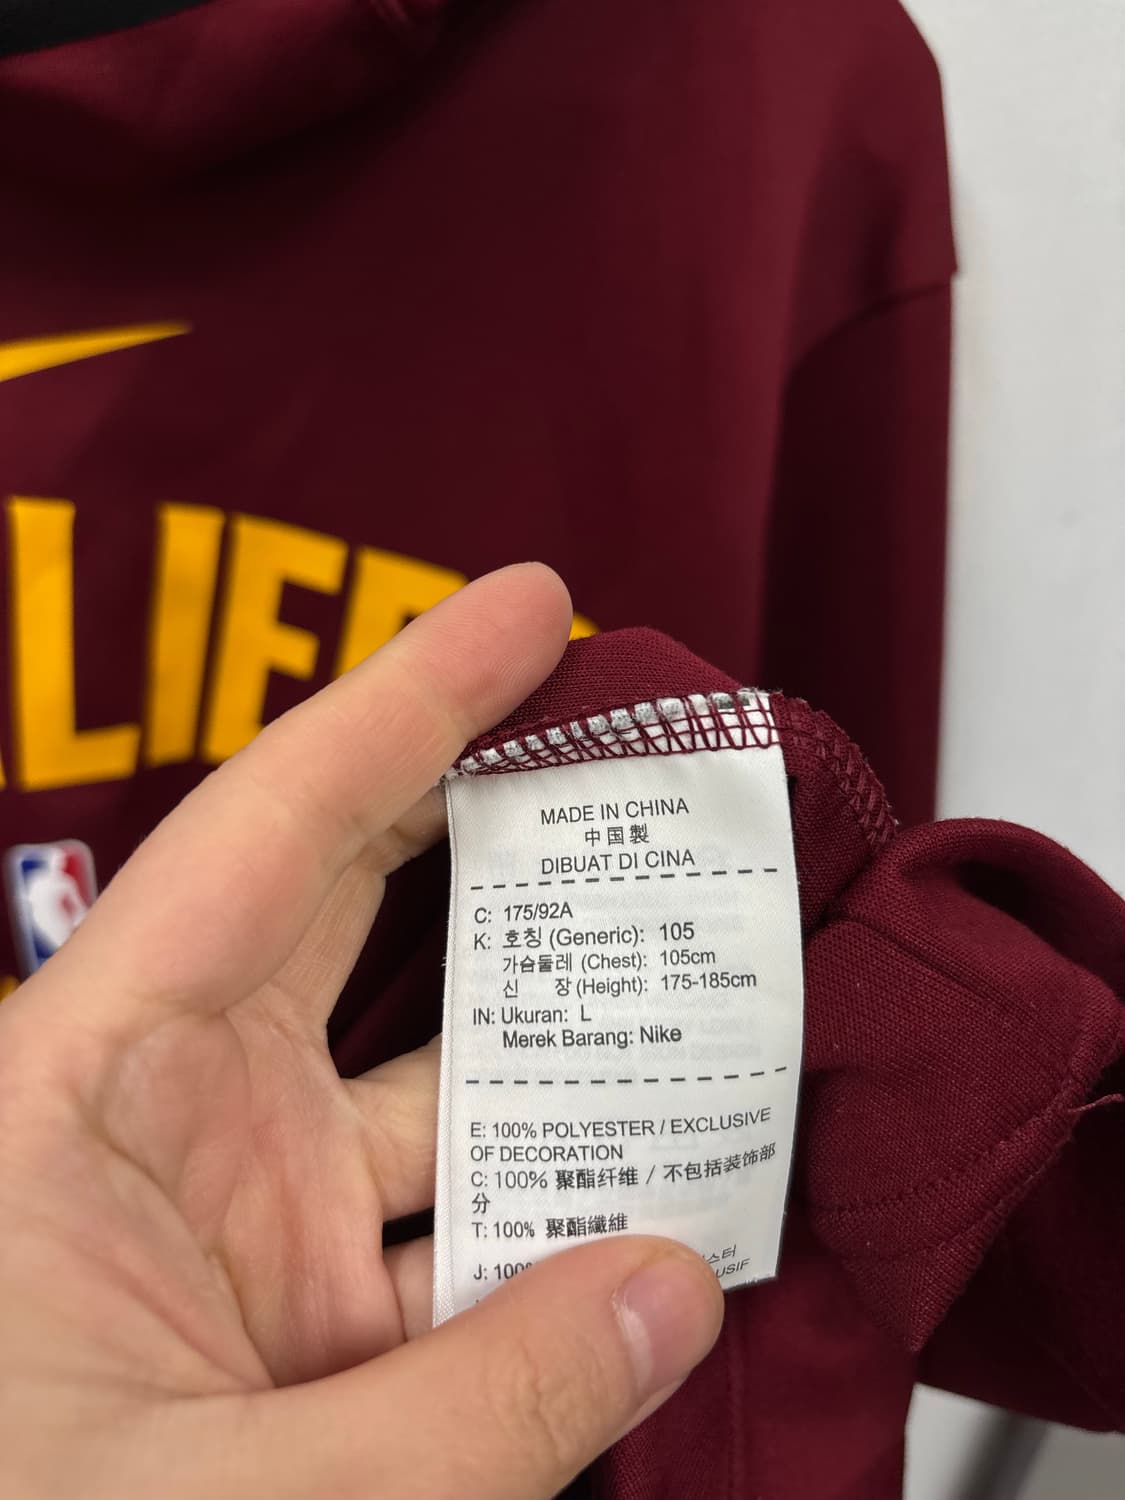 LIER
MADE IN CHINA
中国製
DIBUAT DI CINA
C: 175/92A
K: 호칭 (Generic): 105
가슴둘레 (Chest): 105cm
신 장 (Height): 175-185cm
IN: Ukuran: L
Merek Barang: Nike
E: 100% POLYESTER / EXCLUSIVE
OF DECORATION
C: 100% 聚酯纤维 / 不包括装饰部
分
T: 100% 聚酯纖維
J: 100%